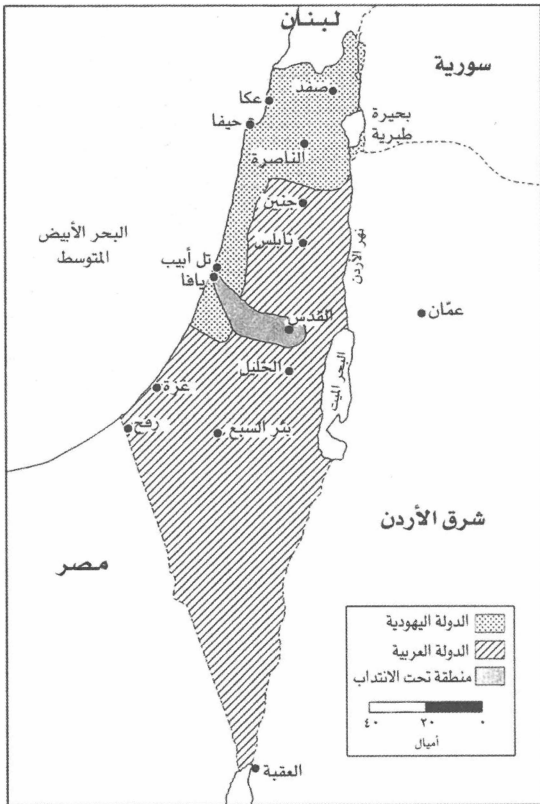 لبنان
سورية
صفد
عكا
حيفا
بحيرة
طبرية
الناصرة
جنين
نابلس
نهر الأردن
البحر الأبيض
المتوسط
تل أبيب
يافا
القدس
عمّان
الخليل
البحر الميت
غزة
رفح
بئر السبع
شرق الأردن
مصر
الدولة اليهودية
الدولة العربية
منطقة تحت الانتداب
٤٠ ٢٠ ٠
أميال
العقبة